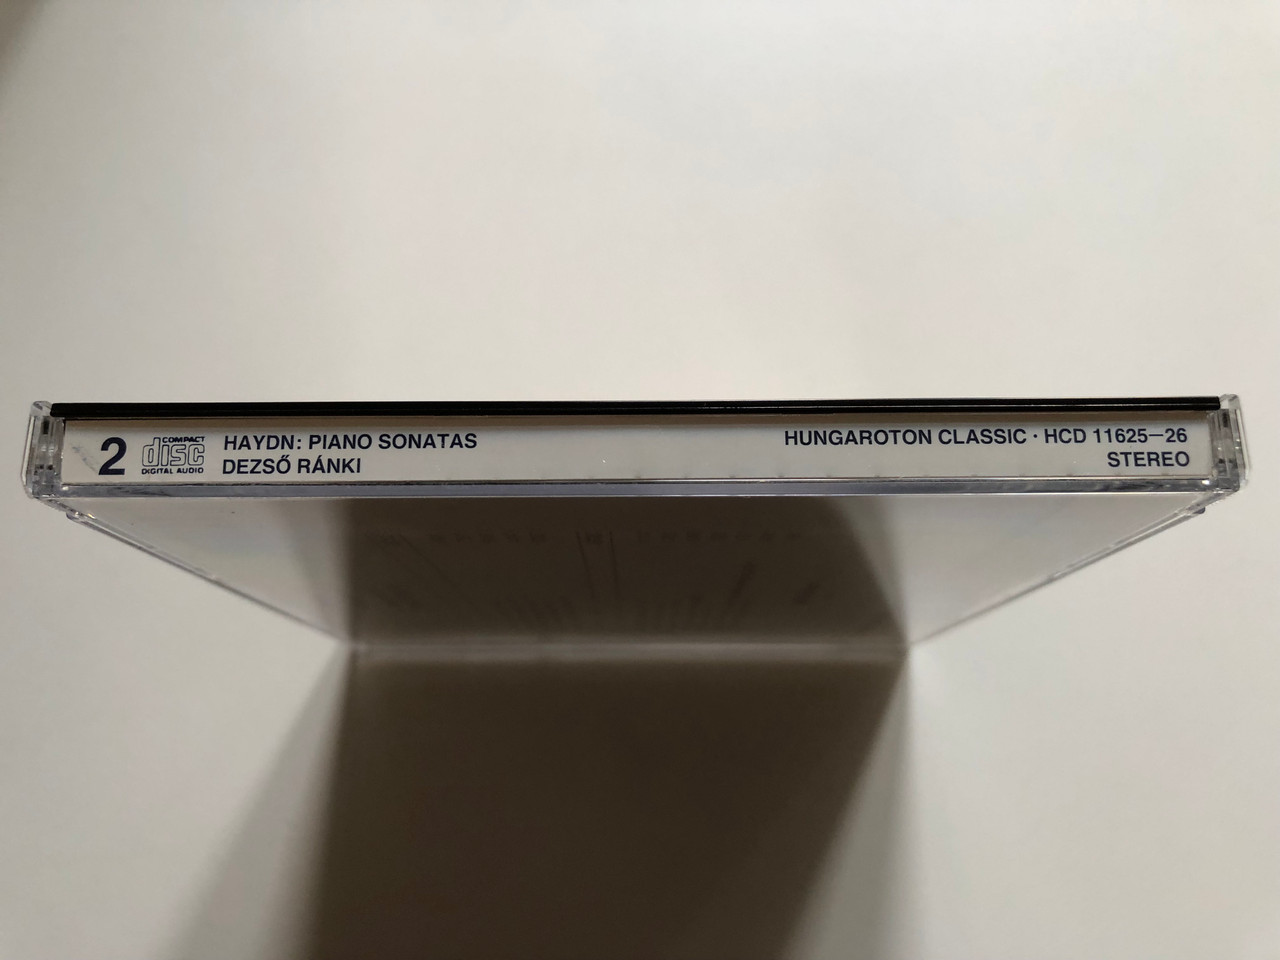 2
COMPACT
disc
DIGITAL AUDIO
HAYDN: PIANO SONATAS
DEZSŐ RÁNKI
HUNGAROTON CLASSIC · HCD 11625–26
STEREO